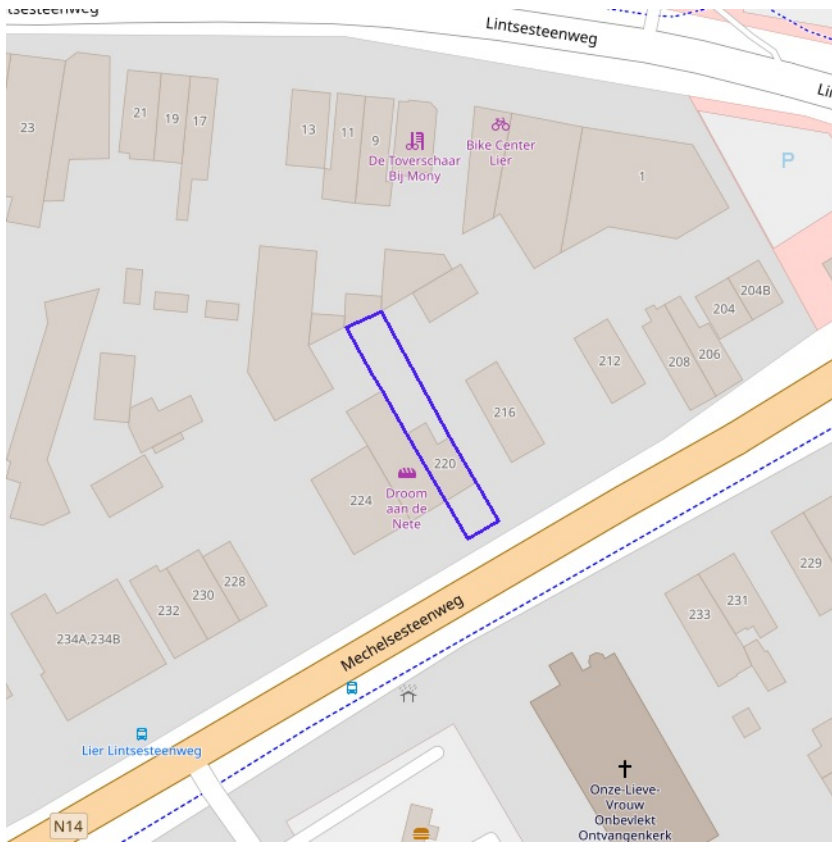 Lintsesteenweg
23
21
19
17
13
11
9
De Toverschaar
Bij Mony
Bike Center
Lier
1
P
204B
204
206
208
212
216
220
224
Droom
aan de
Nete
228
230
232
234A,234B
229
231
233
Mechelsesteenweg
Lier Lintsesteenweg
N14
Onze-Lieve-
Vrouw
Onbevlekt
Ontvangenkerk